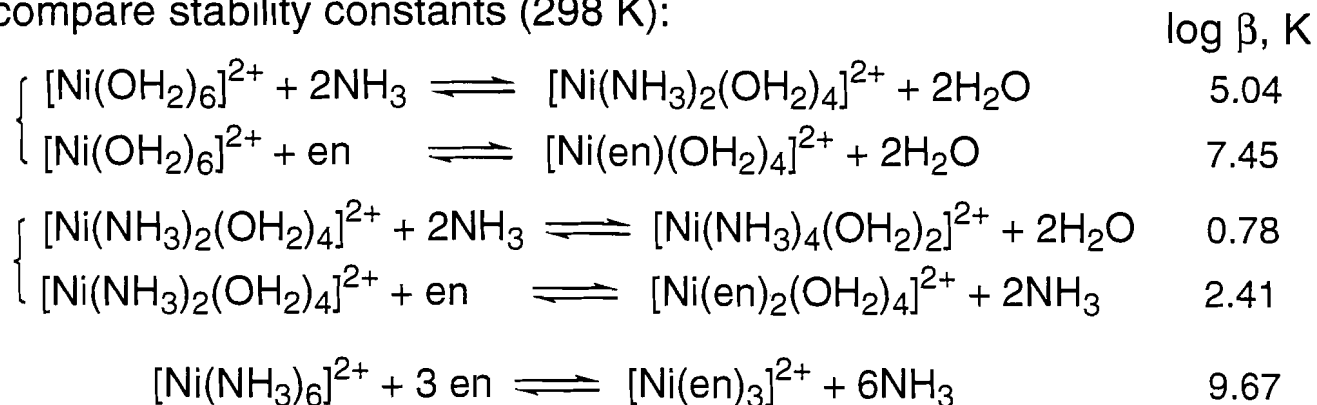 compare stability constants (298 K):
log β, K
[Ni(OH₂)₆]²⁺ + 2NH₃ ⇌ [Ni(NH₃)₂(OH₂)₄]²⁺ + 2H₂O 5.04
[Ni(OH₂)₆]²⁺ + en ⇌ [Ni(en)(OH₂)₄]²⁺ + 2H₂O 7.45
[Ni(NH₃)₂(OH₂)₄]²⁺ + 2NH₃ ⇌ [Ni(NH₃)₄(OH₂)₂]²⁺ + 2H₂O 0.78
[Ni(NH₃)₂(OH₂)₄]²⁺ + en ⇌ [Ni(en)₂(OH₂)₄]²⁺ + 2NH₃ 2.41
[Ni(NH₃)₆]²⁺ + 3 en ⇌ [Ni(en)₃]²⁺ + 6NH₃ 9.67